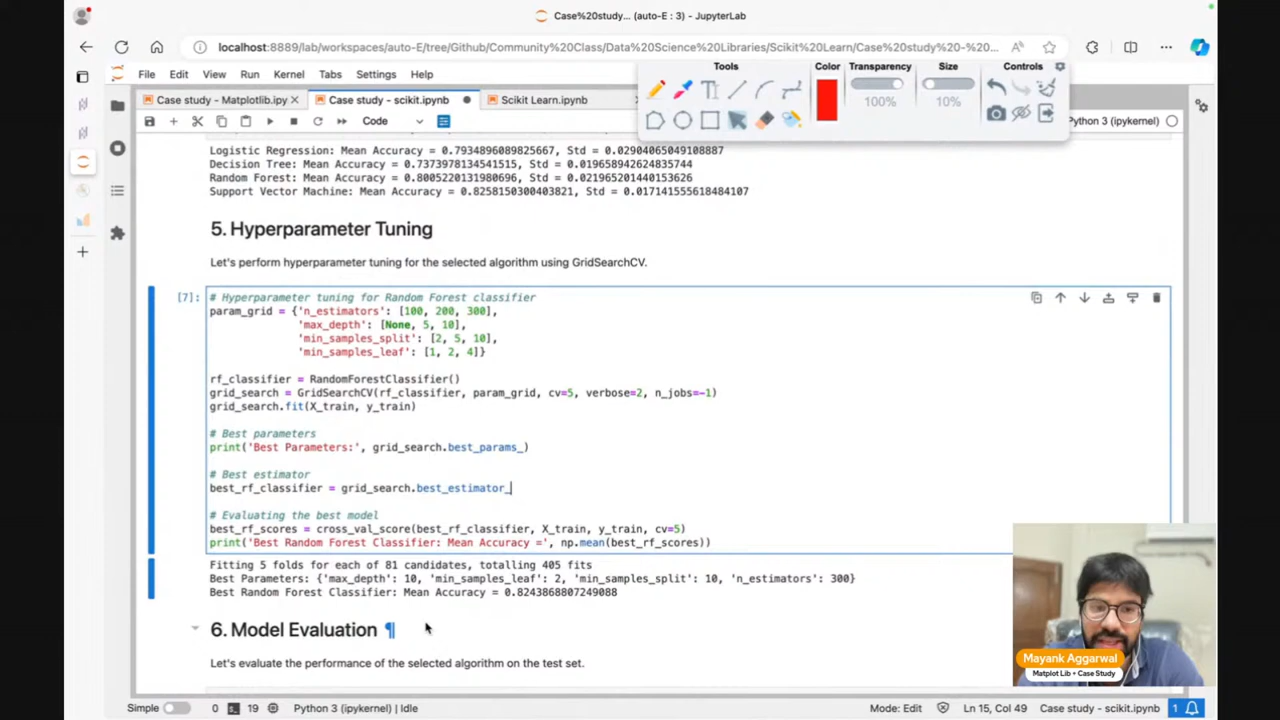 Case%20study... (auto-E : 3) - JupyterLab
localhost:8889/lab/workspaces/auto-E/tree/Github/Community%20Class/Data%20Science%20Libraries/Scikit%20Learn/Case%20study%20-%...
File Edit View Run Kernel Tabs Settings Help
Tools Color Transparency Size Controls
100% 10%
Case study - Matplotlib.ipy Case study - scikit.ipynb Scikit Learn.ipynb
Code
Python 3 (ipykernel)
Logistic Regression: Mean Accuracy = 0.7934896089825667, Std = 0.02904065049108887
Decision Tree: Mean Accuracy = 0.7373978134541515, Std = 0.019658942624835744
Random Forest: Mean Accuracy = 0.8005220131980696, Std = 0.021965201440153626
Support Vector Machine: Mean Accuracy = 0.8258150300403821, Std = 0.017141555618484107
5. Hyperparameter Tuning
Let's perform hyperparameter tuning for the selected algorithm using GridSearchCV.
[7]:
# Hyperparameter tuning for Random Forest classifier
param_grid = {'n_estimators': [100, 200, 300],
'max_depth': [None, 5, 10],
'min_samples_split': [2, 5, 10],
'min_samples_leaf': [1, 2, 4]}
rf_classifier = RandomForestClassifier()
grid_search = GridSearchCV(rf_classifier, param_grid, cv=5, verbose=2, n_jobs=-1)
grid_search.fit(X_train, y_train)
# Best parameters
print('Best Parameters:', grid_search.best_params_)
# Best estimator
best_rf_classifier = grid_search.best_estimator_
# Evaluating the best model
best_rf_scores = cross_val_score(best_rf_classifier, X_train, y_train, cv=5)
print('Best Random Forest Classifier: Mean Accuracy =', np.mean(best_rf_scores))
Fitting 5 folds for each of 81 candidates, totalling 405 fits
Best Parameters: {'max_depth': 10, 'min_samples_leaf': 2, 'min_samples_split': 10, 'n_estimators': 300}
Best Random Forest Classifier: Mean Accuracy = 0.8243868807249088
6. Model Evaluation ¶
Let's evaluate the performance of the selected algorithm on the test set.
Mayank Aggarwal
Matplot Lib + Case Study
Simple 0 19 Python 3 (ipykernel) | Idle Mode: Edit Ln 15, Col 49 Case study - scikit.ipynb 1